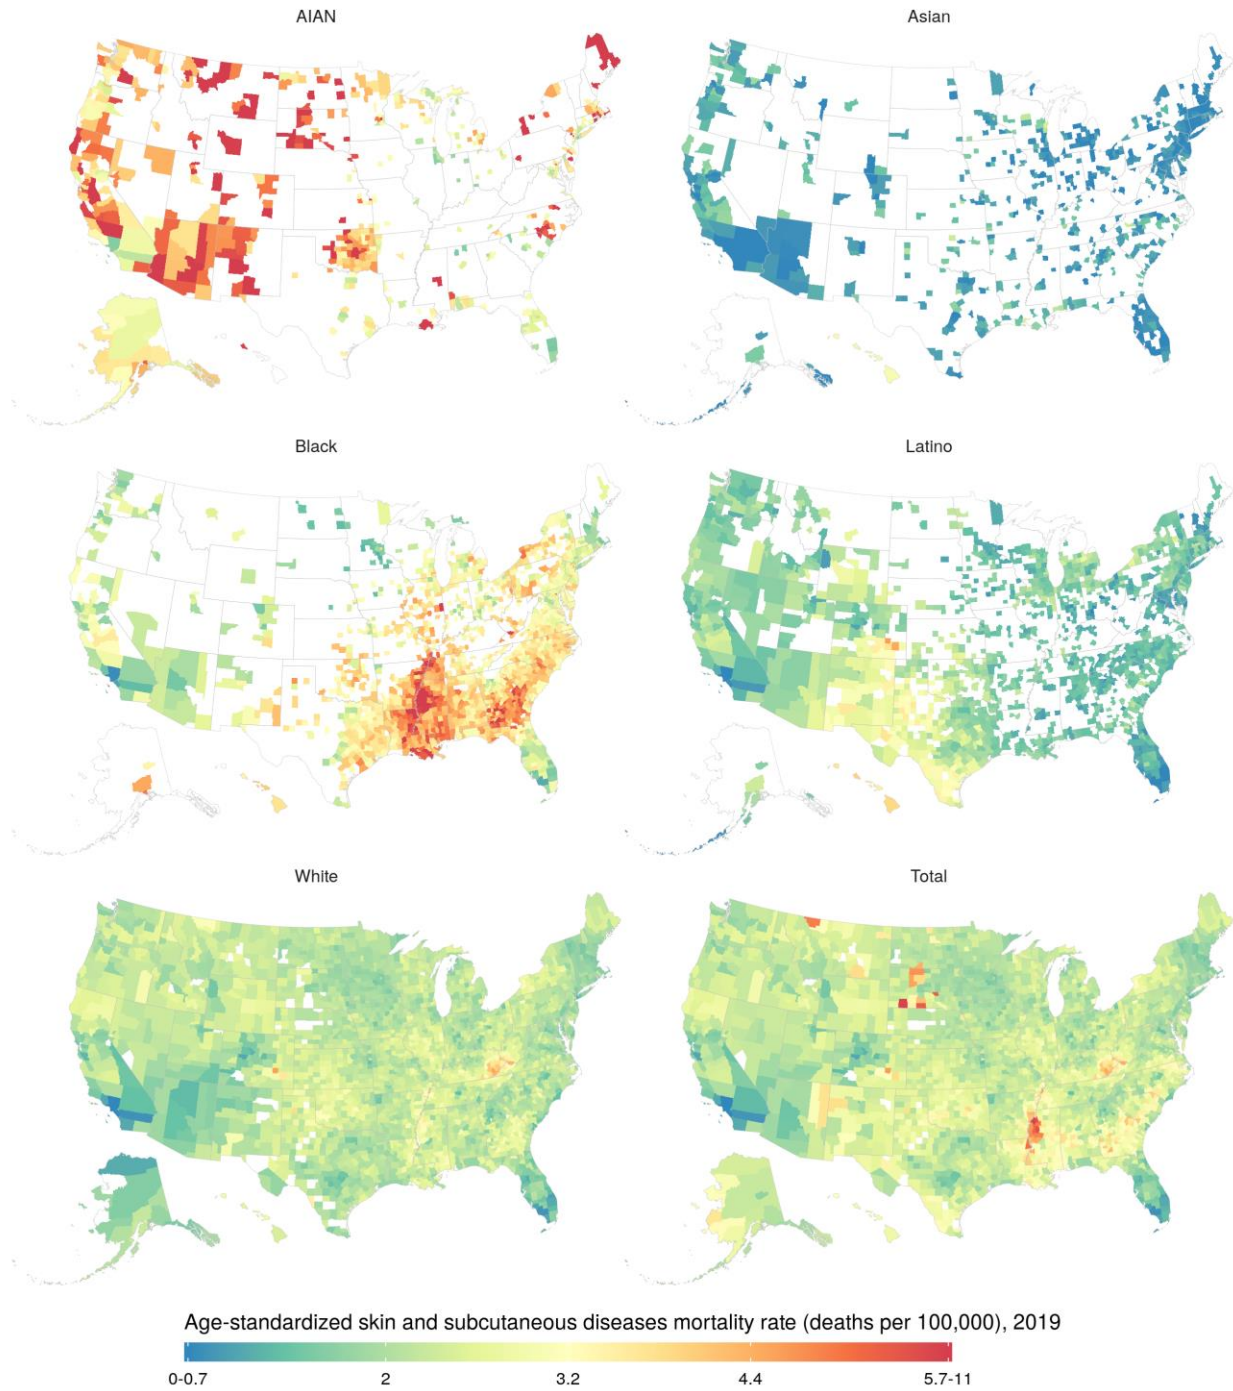 AIAN
Asian
Black
Latino
White
Total
Age-standardized skin and subcutaneous diseases mortality rate (deaths per 100,000), 2019
0-0.7 2 3.2 4.4 5.7-11